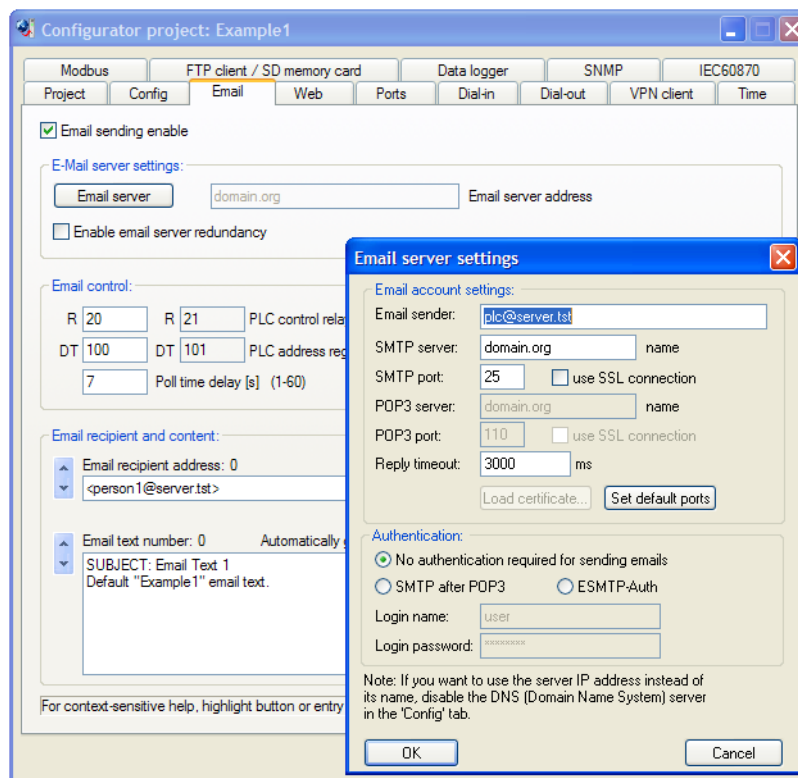 Configurator project: Example1
Modbus FTP client / SD memory card Data logger SNMP IEC60870
Project Config Email Web Ports Dial-in Dial-out VPN client Time
Email sending enable
E-Mail server settings:
Email server domain.org Email server address
Enable email server redundancy
Email control:
R 20 R 21 PLC control rela
DT 100 DT 101 PLC address reg
7 Poll time delay [s] (1-60)
Email recipient and content:
Email recipient address: 0
<person1@server.tst>
Email text number: 0 Automatically g
SUBJECT: Email Text 1
Default "Example1" email text.
For context-sensitive help, highlight button or entry
Email server settings
Email account settings:
Email sender: plc@server.tst
SMTP server: domain.org name
SMTP port: 25 use SSL connection
POP3 server: domain.org name
POP3 port: 110 use SSL connection
Reply timeout: 3000 ms
Load certificate... Set default ports
Authentication:
No authentication required for sending emails
SMTP after POP3 ESMTP-Auth
Login name: user
Login password: ××××××××
Note: If you want to use the server IP address instead of
its name, disable the DNS (Domain Name System) server
in the 'Config' tab.
OK Cancel